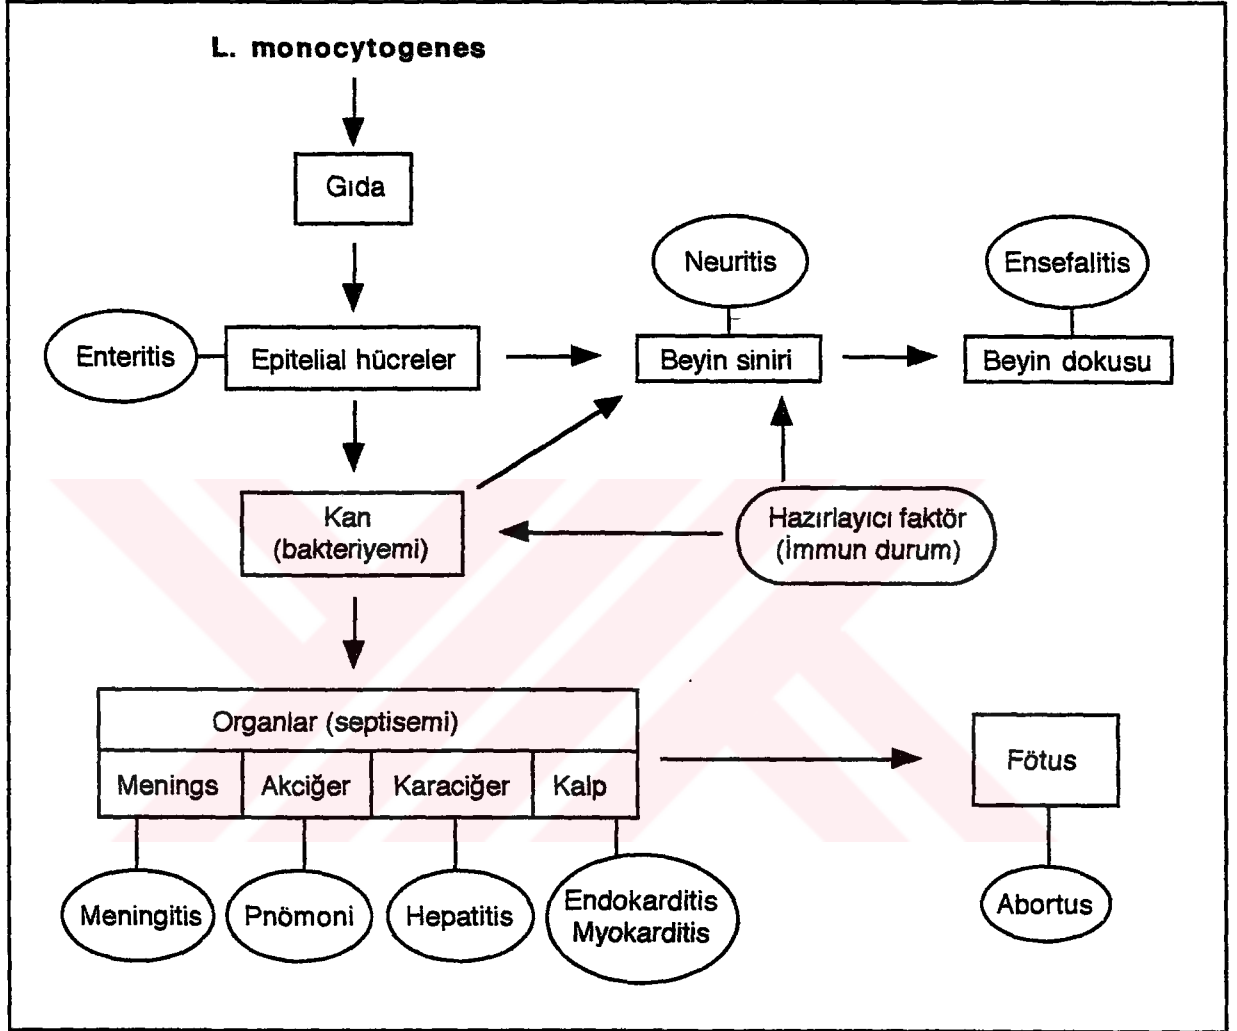 L. monocytogenes
Gıda
Neuritis
Ensefalitis
Enteritis
Epitelial hücreler
Beyin siniri
Beyin dokusu
Kan
(bakteriyemi)
Hazırlayıcı faktör
(İmmun durum)
Organlar (septisemi)
Menings
Akciğer
Karaciğer
Kalp
Fötus
Meningitis
Pnömoni
Hepatitis
Endokarditis
Myokarditis
Abortus